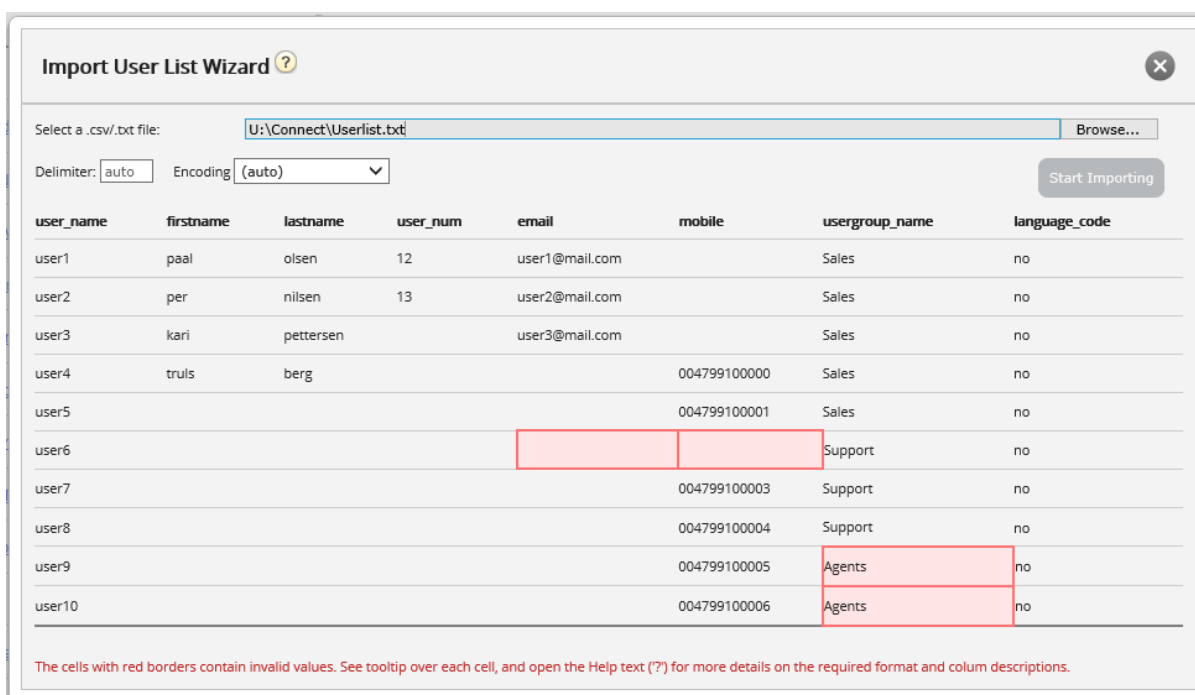 Import User List Wizard ?
Select a .csv/.txt file: U:\Connect\Userlist.txt Browse...
Delimiter: auto Encoding (auto)
Start Importing
user_name firstname lastname user_num email mobile usergroup_name language_code
user1 paal olsen 12 user1@mail.com Sales no
user2 per nilsen 13 user2@mail.com Sales no
user3 kari pettersen user3@mail.com Sales no
user4 truls berg 004799100000 Sales no
user5 004799100001 Sales no
user6 Support no
user7 004799100003 Support no
user8 004799100004 Support no
user9 004799100005 Agents no
user10 004799100006 Agents no
The cells with red borders contain invalid values. See tooltip over each cell, and open the Help text ('?') for more details on the required format and colum descriptions.